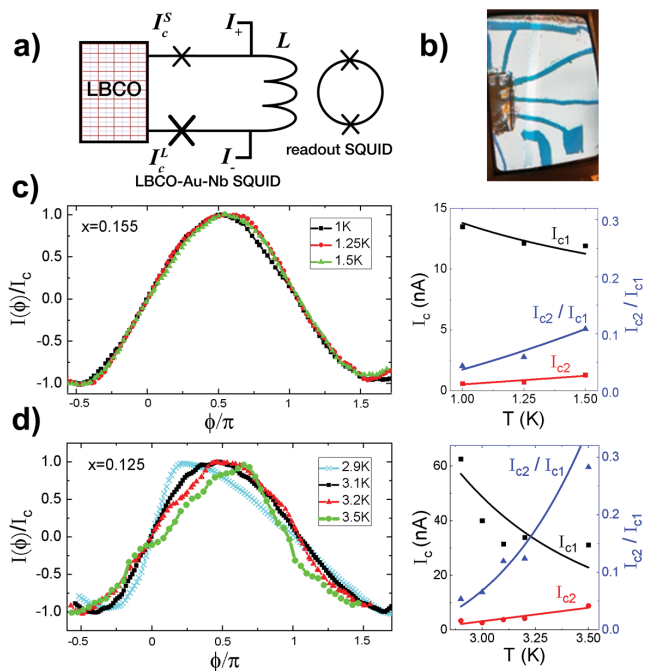 a)
I_c^S
I_+
L
LBCO
I_c^L
I_-
readout SQUID
LBCO-Au-Nb SQUID
b)
c)
x=0.155
1K
1.25K
1.5K
I(ϕ)/I_c
1.0
0.5
0.0
-0.5
-1.0
-0.5
0
0.5
1
1.5
ϕ/π
I_c (nA)
15
10
5
0
I_c1
I_c2 / I_c1
I_c2
0.3
0.2
0.1
0.0
I_c2 / I_c1
1.00
1.25
1.50
T (K)
d)
x=0.125
2.9K
3.1K
3.2K
3.5K
I(ϕ)/I_c
1.0
0.5
0.0
-0.5
-1.0
-0.5
0
0.5
1
1.5
ϕ/π
I_c (nA)
60
40
20
0
I_c2 / I_c1
I_c1
I_c2
0.3
0.2
0.1
0.0
I_c2 / I_c1
3.00
3.25
3.50
T (K)